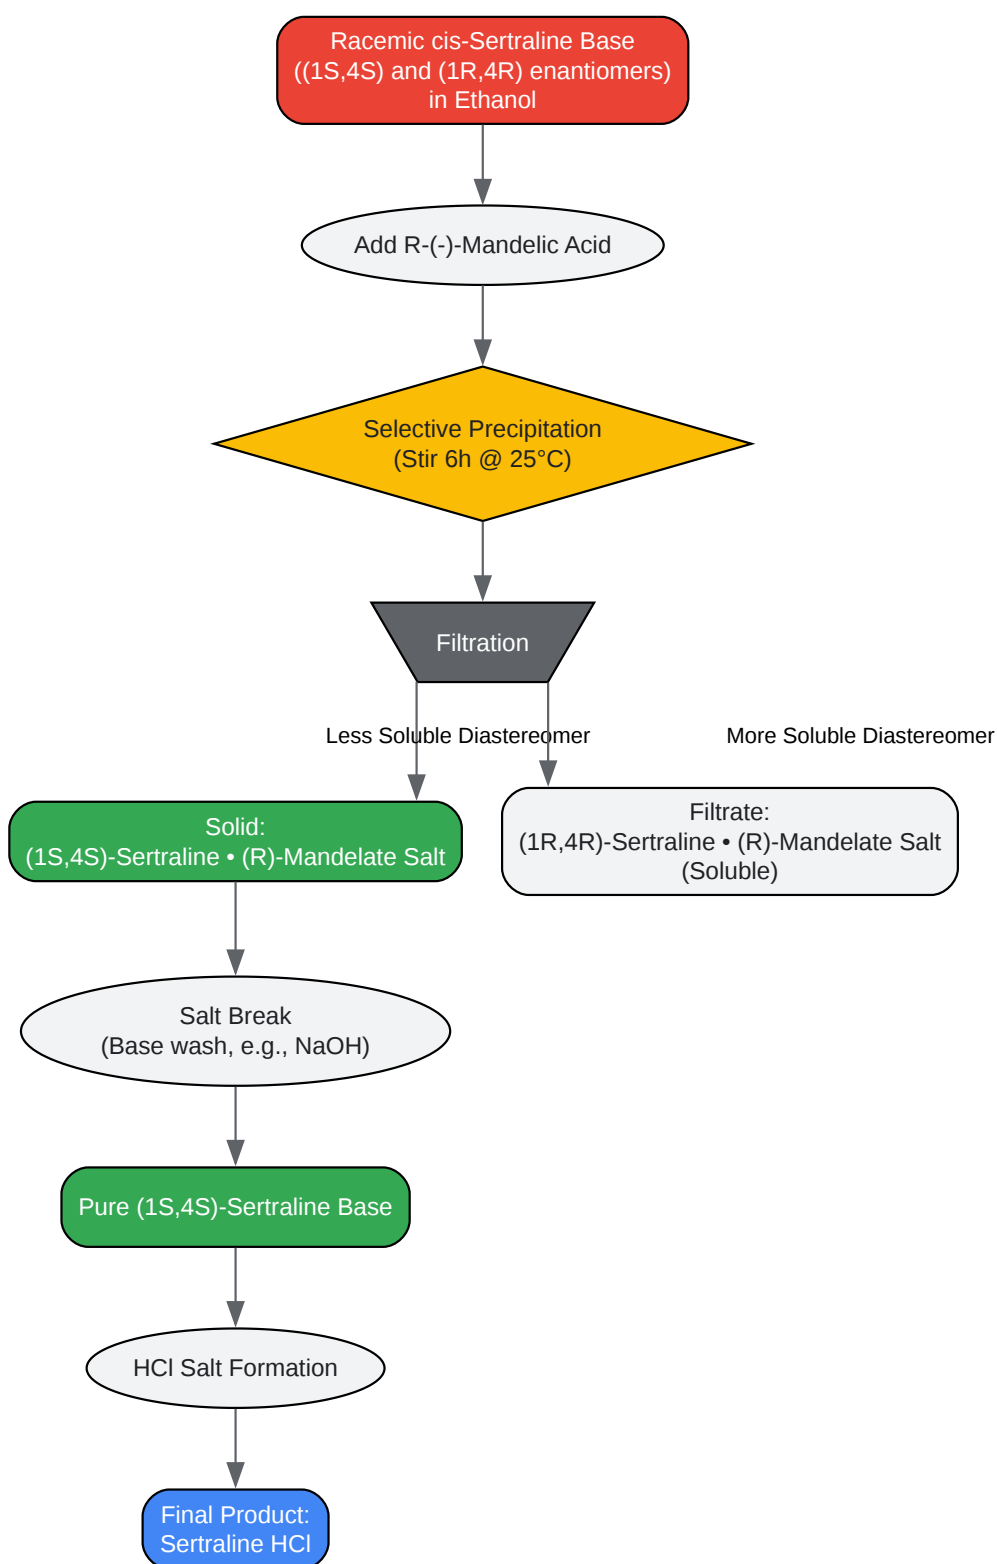 Racemic cis-Sertraline Base
((1S,4S) and (1R,4R) enantiomers)
in Ethanol
Add R-(-)-Mandelic Acid
Selective Precipitation
(Stir 6h @ 25°C)
Filtration
Less Soluble Diastereomer
More Soluble Diastereomer
Solid:
(1S,4S)-Sertraline • (R)-Mandelate Salt
Filtrate:
(1R,4R)-Sertraline • (R)-Mandelate Salt
(Soluble)
Salt Break
(Base wash, e.g., NaOH)
Pure (1S,4S)-Sertraline Base
HCl Salt Formation
Final Product:
Sertraline HCl